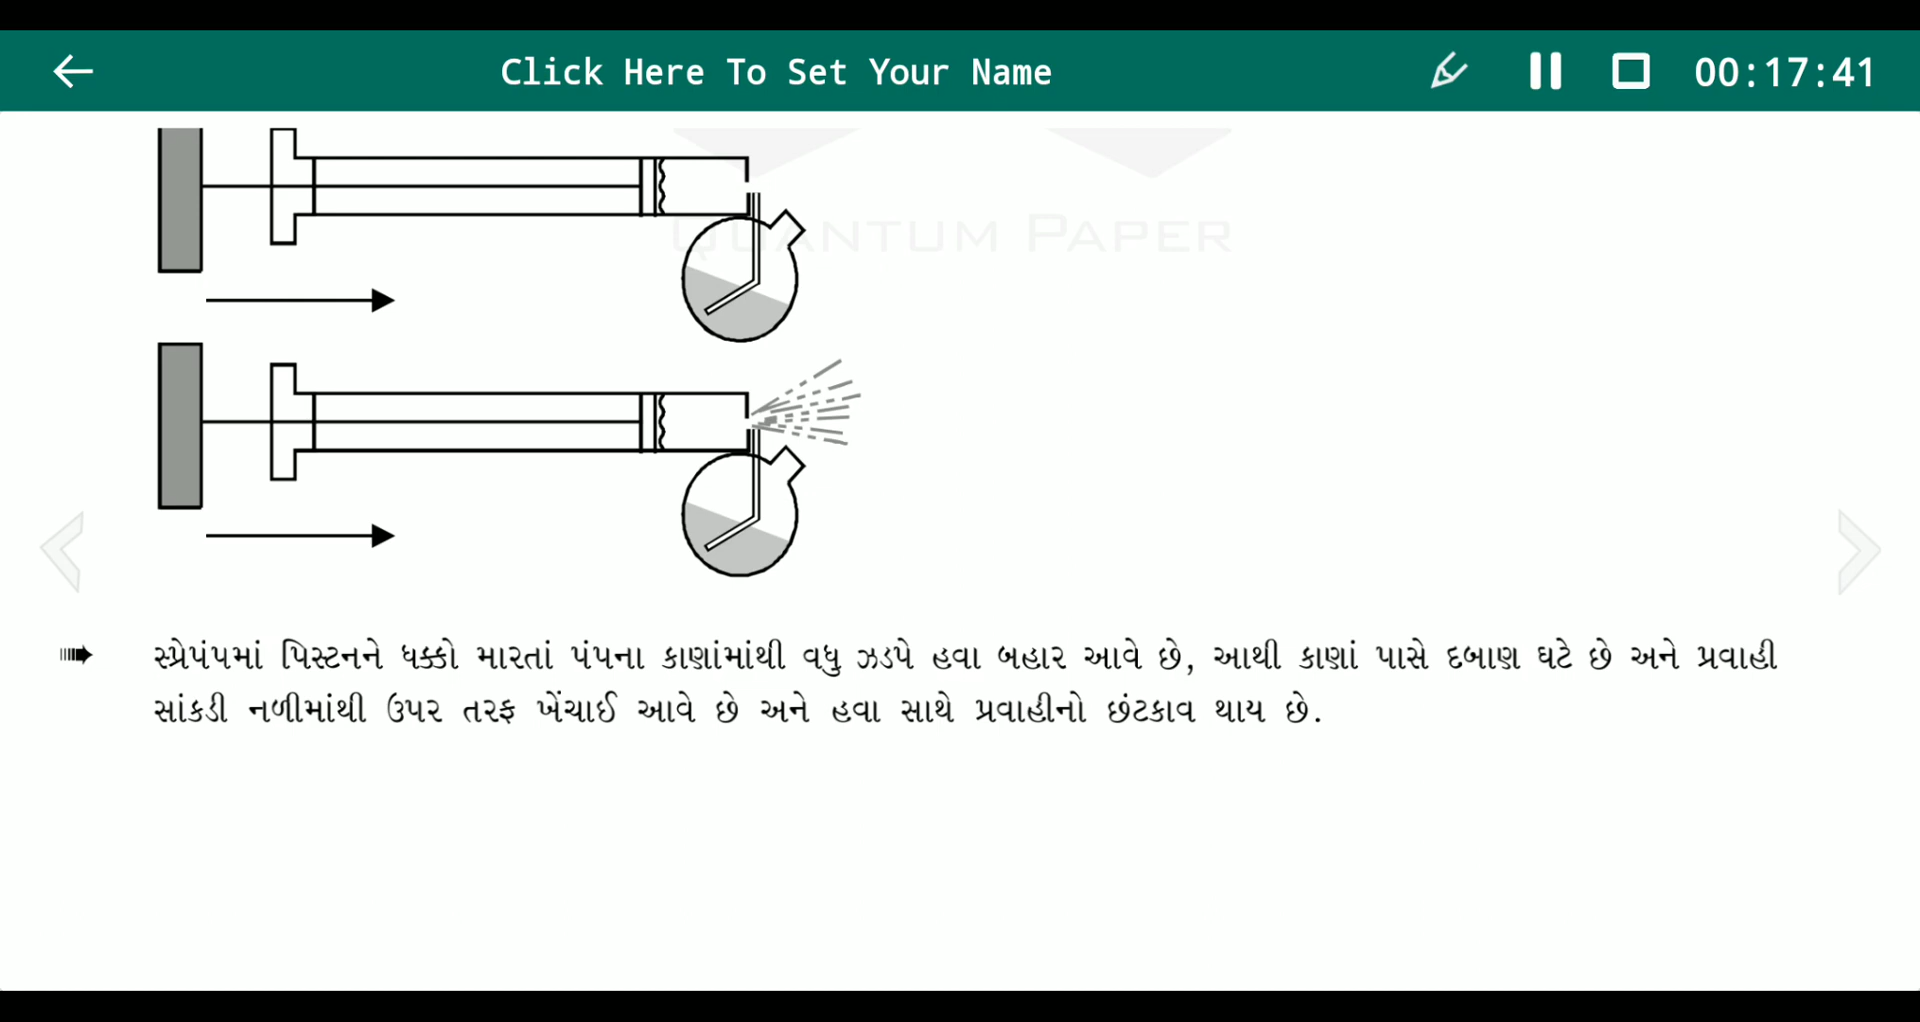 Click Here To Set Your Name 00:17:41
QUANTUM PAPER
સ્પ્રેપંપમાં પિસ્ટનને ધક્કો મારતાં પંપના કાણાંમાંથી વધુ ઝડપે હવા બહાર આવે છે, આથી કાણાં પાસે દબાણ ઘટે છે અને પ્રવાહી
સાંકડી નળીમાંથી ઉપર તરફ ખેંચાઈ આવે છે અને હવા સાથે પ્રવાહીનો છંટકાવ થાય છે.